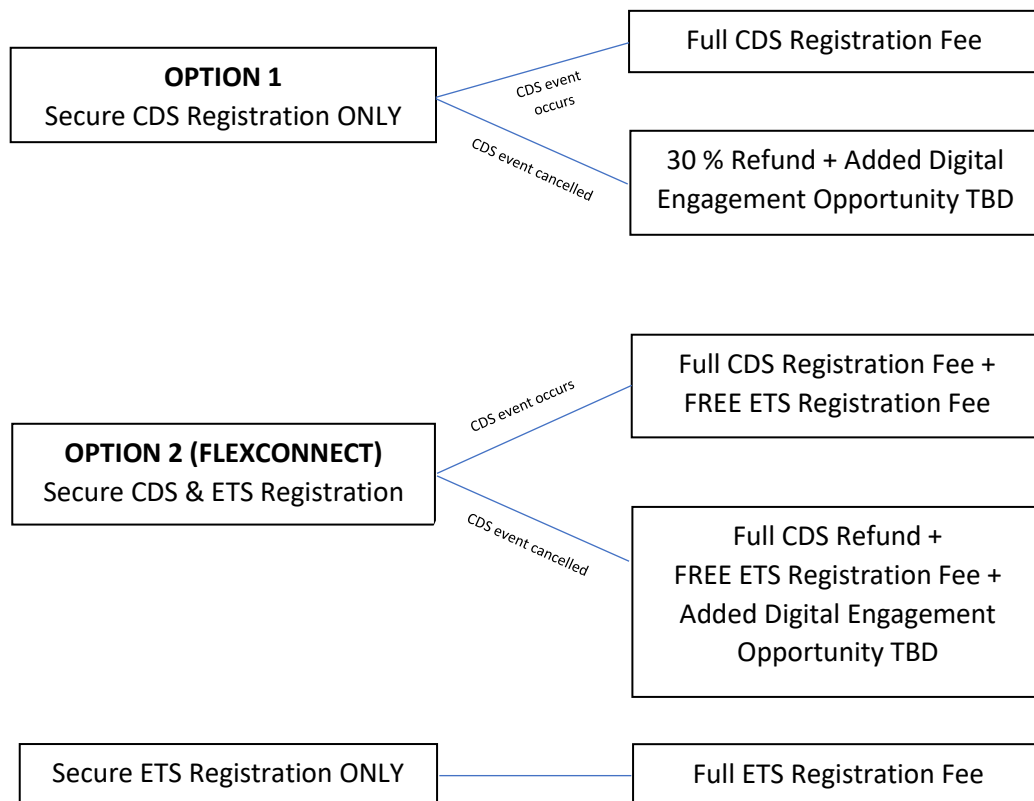 Full CDS Registration Fee
OPTION 1
Secure CDS Registration ONLY
CDS event
occurs
CDS event cancelled
30 % Refund + Added Digital
Engagement Opportunity TBD
Full CDS Registration Fee +
FREE ETS Registration Fee
CDS event occurs
OPTION 2 (FLEXCONNECT)
Secure CDS & ETS Registration
CDS event cancelled
Full CDS Refund +
FREE ETS Registration Fee +
Added Digital Engagement
Opportunity TBD
Secure ETS Registration ONLY
Full ETS Registration Fee